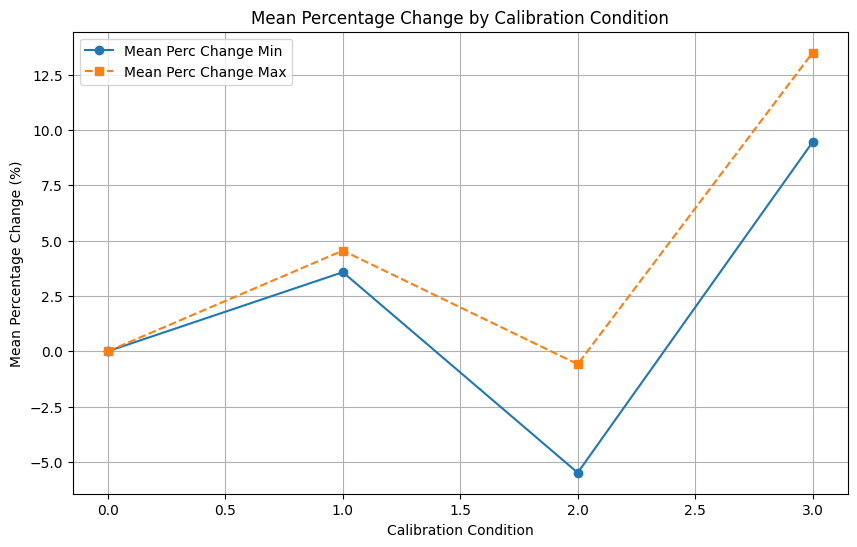 Mean Percentage Change by Calibration Condition
Mean Perc Change Min
Mean Perc Change Max
Mean Percentage Change (%)
12.5
10.0
7.5
5.0
2.5
0.0
−2.5
−5.0
0.0 0.5 1.0 1.5 2.0 2.5 3.0
Calibration Condition